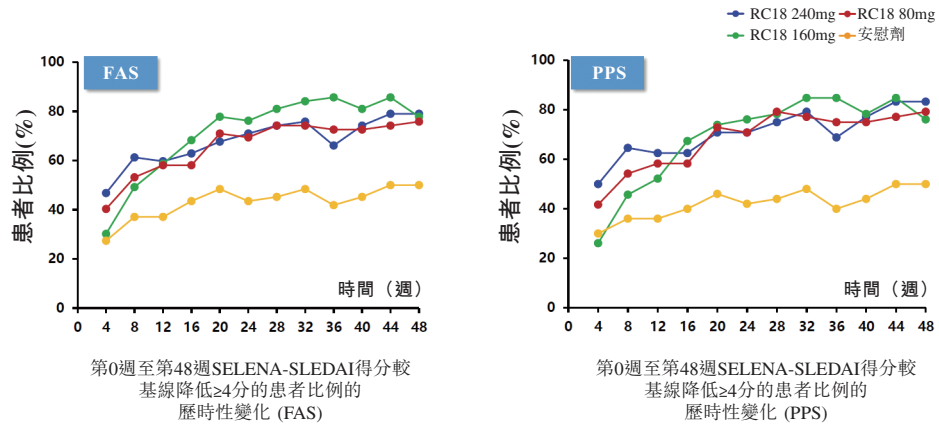 RC18 240mg RC18 80mg
RC18 160mg 安慰劑
FAS
患者比例(%)
100
80
60
40
20
0
時間（週）
0 4 8 12 16 20 24 28 32 36 40 44 48
第0週至第48週SELENA-SLEDAI得分較
基線降低≥4分的患者比例的
歷時性變化 (FAS)
PPS
患者比例(%)
100
80
60
40
20
0
時間（週）
0 4 8 12 16 20 24 28 32 36 40 44 48
第0週至第48週SELENA-SLEDAI得分較
基線降低≥4分的患者比例的
歷時性變化 (PPS)